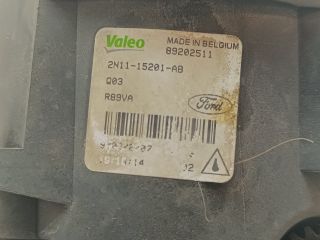 Valeo
MADE IN BELGIUM
89202511
2N11-15201-AB
Q03
R89VA
Ford